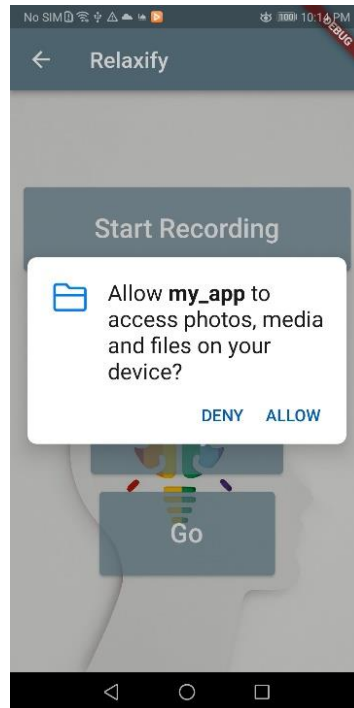 No SIM 100 10:14 PM
DEBUG
Relaxify
Start Recording
Allow my_app to
access photos, media
and files on your
device?
DENY ALLOW
Go